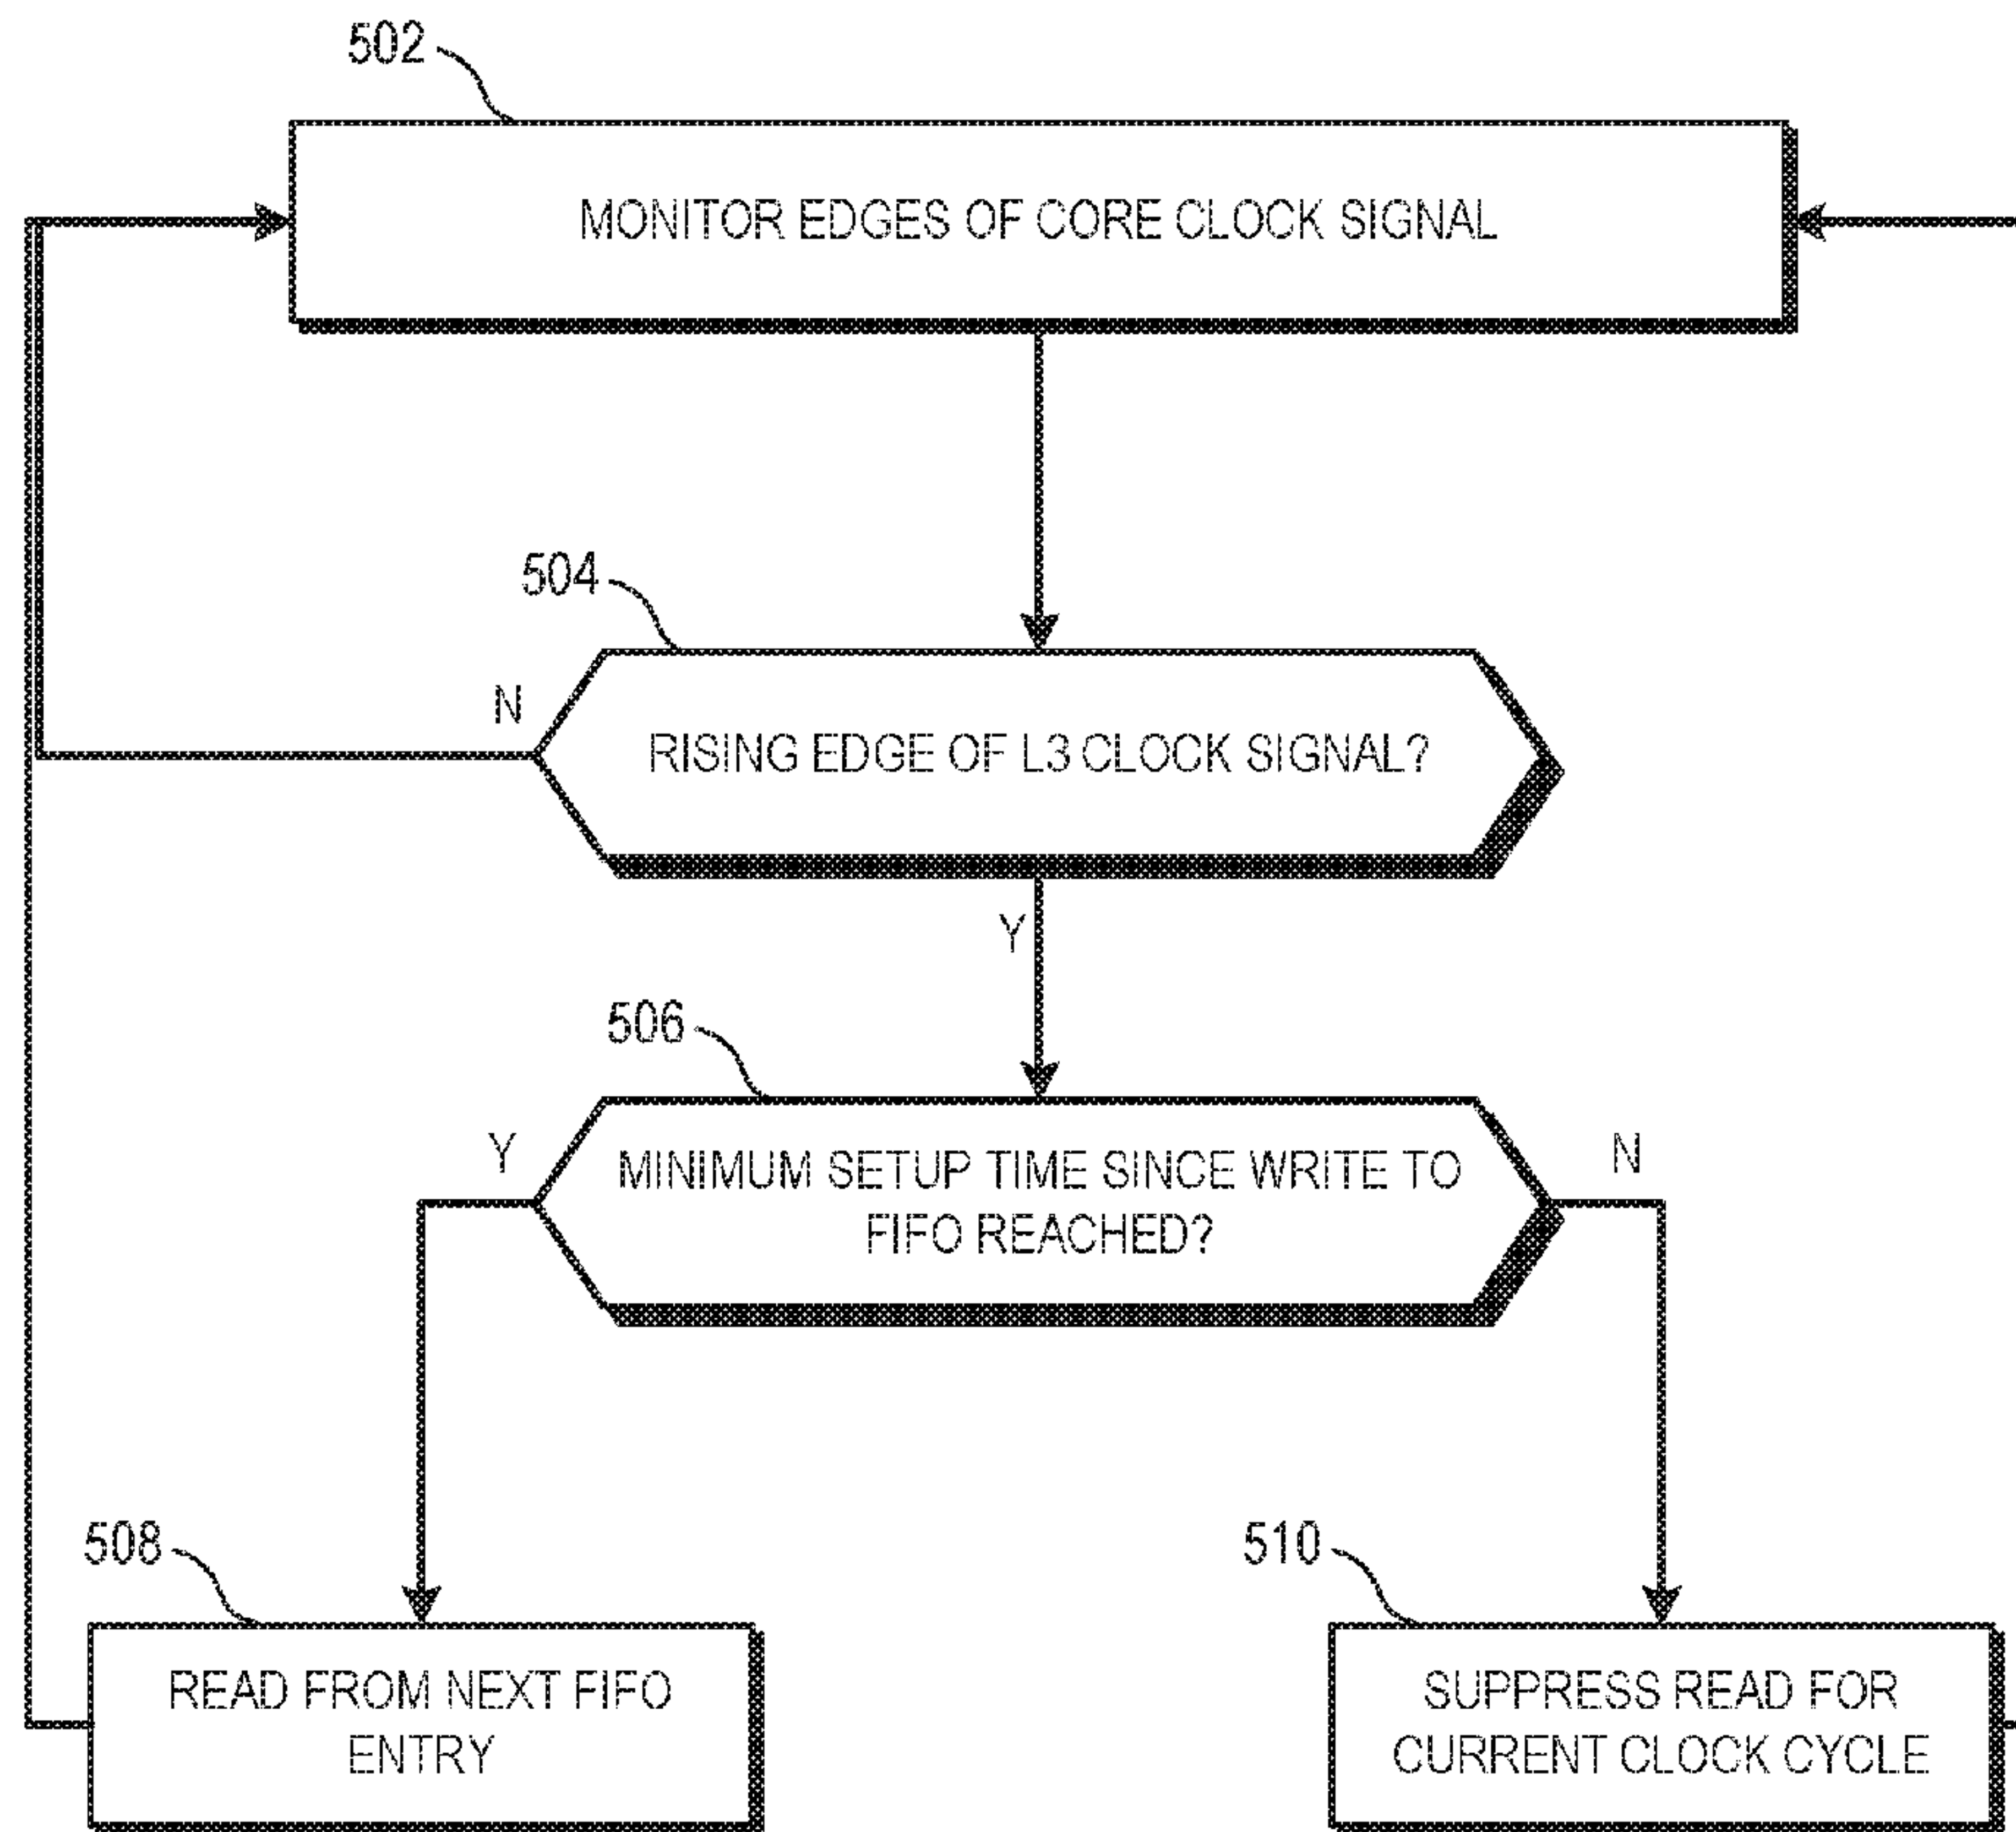 502
MONITOR EDGES OF CORE CLOCK SIGNAL
504
N
RISING EDGE OF L3 CLOCK SIGNAL?
Y
506
Y
MINIMUM SETUP TIME SINCE WRITE TO
FIFO REACHED?
N
508
READ FROM NEXT FIFO
ENTRY
510
SUPPRESS READ FOR
CURRENT CLOCK CYCLE